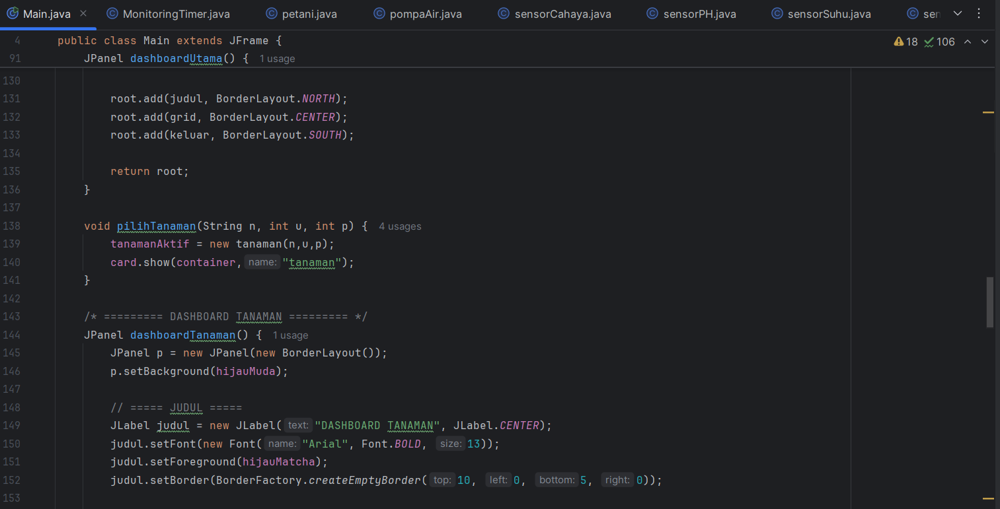 Main.java × MonitoringTimer.java petani.java pompaAir.java sensorCahaya.java sensorPH.java sensorSuhu.java sen
4 public class Main extends JFrame { 18 106
91 JPanel dashboardUtama() { 1 usage
130
131 root.add(judul, BorderLayout.NORTH);
132 root.add(grid, BorderLayout.CENTER);
133 root.add(keluar, BorderLayout.SOUTH);
134
135 return root;
136 }
137
138 void pilihTanaman(String n, int u, int p) { 4 usages
139 tanamanAktif = new tanaman(n,u,p);
140 card.show(container, name: "tanaman");
141 }
142
143 /* ========= DASHBOARD TANAMAN ========= */
144 JPanel dashboardTanaman() { 1 usage
145 JPanel p = new JPanel(new BorderLayout());
146 p.setBackground(hijauMuda);
147
148 // ===== JUDUL =====
149 JLabel judul = new JLabel( text: "DASHBOARD TANAMAN", JLabel.CENTER);
150 judul.setFont(new Font( name: "Arial", Font.BOLD, size: 13));
151 judul.setForeground(hijauMatcha);
152 judul.setBorder(BorderFactory.createEmptyBorder( top: 10, left: 0, bottom: 5, right: 0));
153